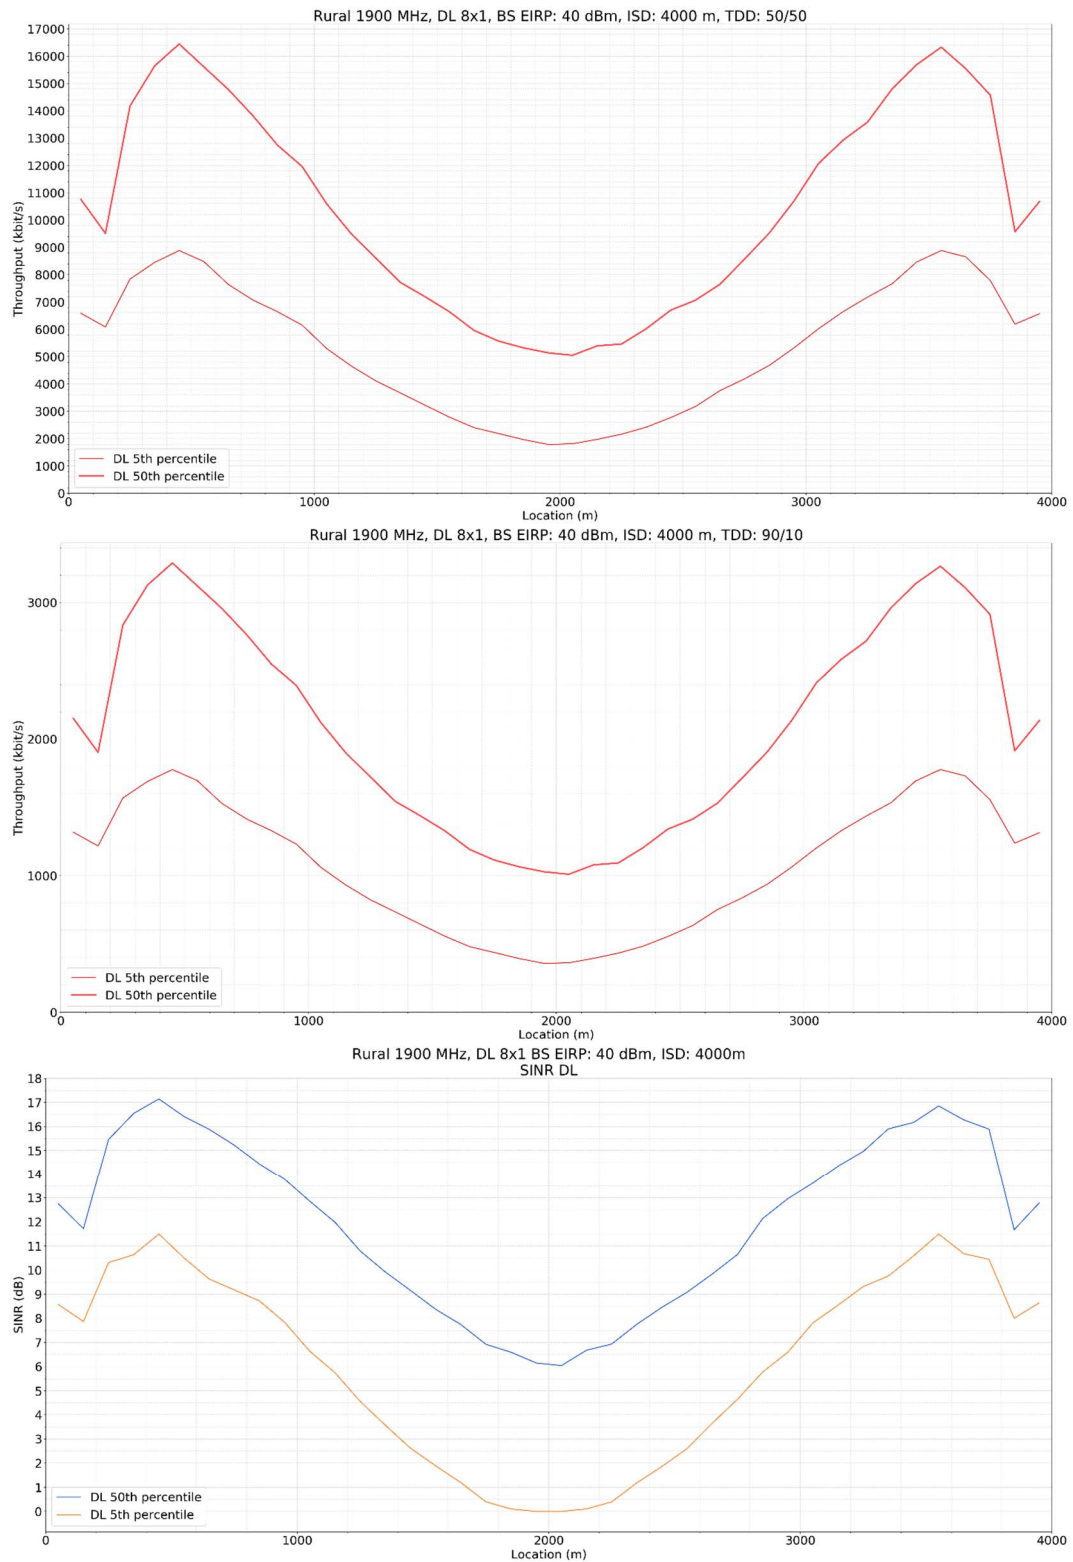 Rural 1900 MHz, DL 8x1, BS EIRP: 40 dBm, ISD: 4000 m, TDD: 50/50
17000
16000
15000
14000
13000
12000
11000
10000
9000
8000
7000
6000
5000
4000
3000
2000
1000
0
Throughput (kbit/s)
DL 5th percentile
DL 50th percentile
0 1000 2000 3000 4000
Location (m)
Rural 1900 MHz, DL 8x1, BS EIRP: 40 dBm, ISD: 4000 m, TDD: 90/10
3000
2000
1000
0
Throughput (kbit/s)
DL 5th percentile
DL 50th percentile
0 1000 2000 3000 4000
Location (m)
Rural 1900 MHz, DL 8x1 BS EIRP: 40 dBm, ISD: 4000m
SINR DL
18
17
16
15
14
13
12
11
10
9
8
7
6
5
4
3
2
1
0
SINR (dB)
DL 50th percentile
DL 5th percentile
0 1000 2000 3000 4000
Location (m)